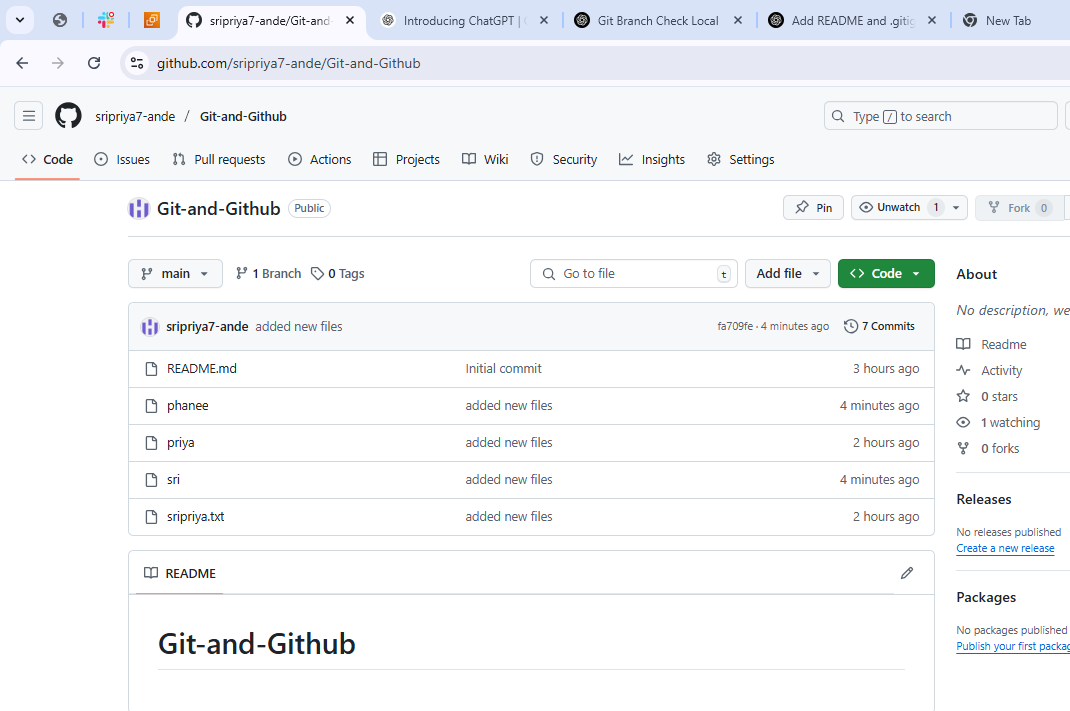 sripriya7-ande/Git-and-
Introducing ChatGPT |
Git Branch Check Local
Add README and .gitig
New Tab
github.com/sripriya7-ande/Git-and-Github
sripriya7-ande / Git-and-Github
Type / to search
Code
Issues
Pull requests
Actions
Projects
Wiki
Security
Insights
Settings
Git-and-Github
Public
Pin
Unwatch 1
Fork 0
main
1 Branch
0 Tags
Go to file
t
Add file
Code
sripriya7-ande added new files
fa709fe · 4 minutes ago
7 Commits
README.md Initial commit 3 hours ago
phanee added new files 4 minutes ago
priya added new files 2 hours ago
sri added new files 4 minutes ago
sripriya.txt added new files 2 hours ago
README
Git-and-Github
About
No description, we
Readme
Activity
0 stars
1 watching
0 forks
Releases
No releases published
Create a new release
Packages
No packages published
Publish your first packag